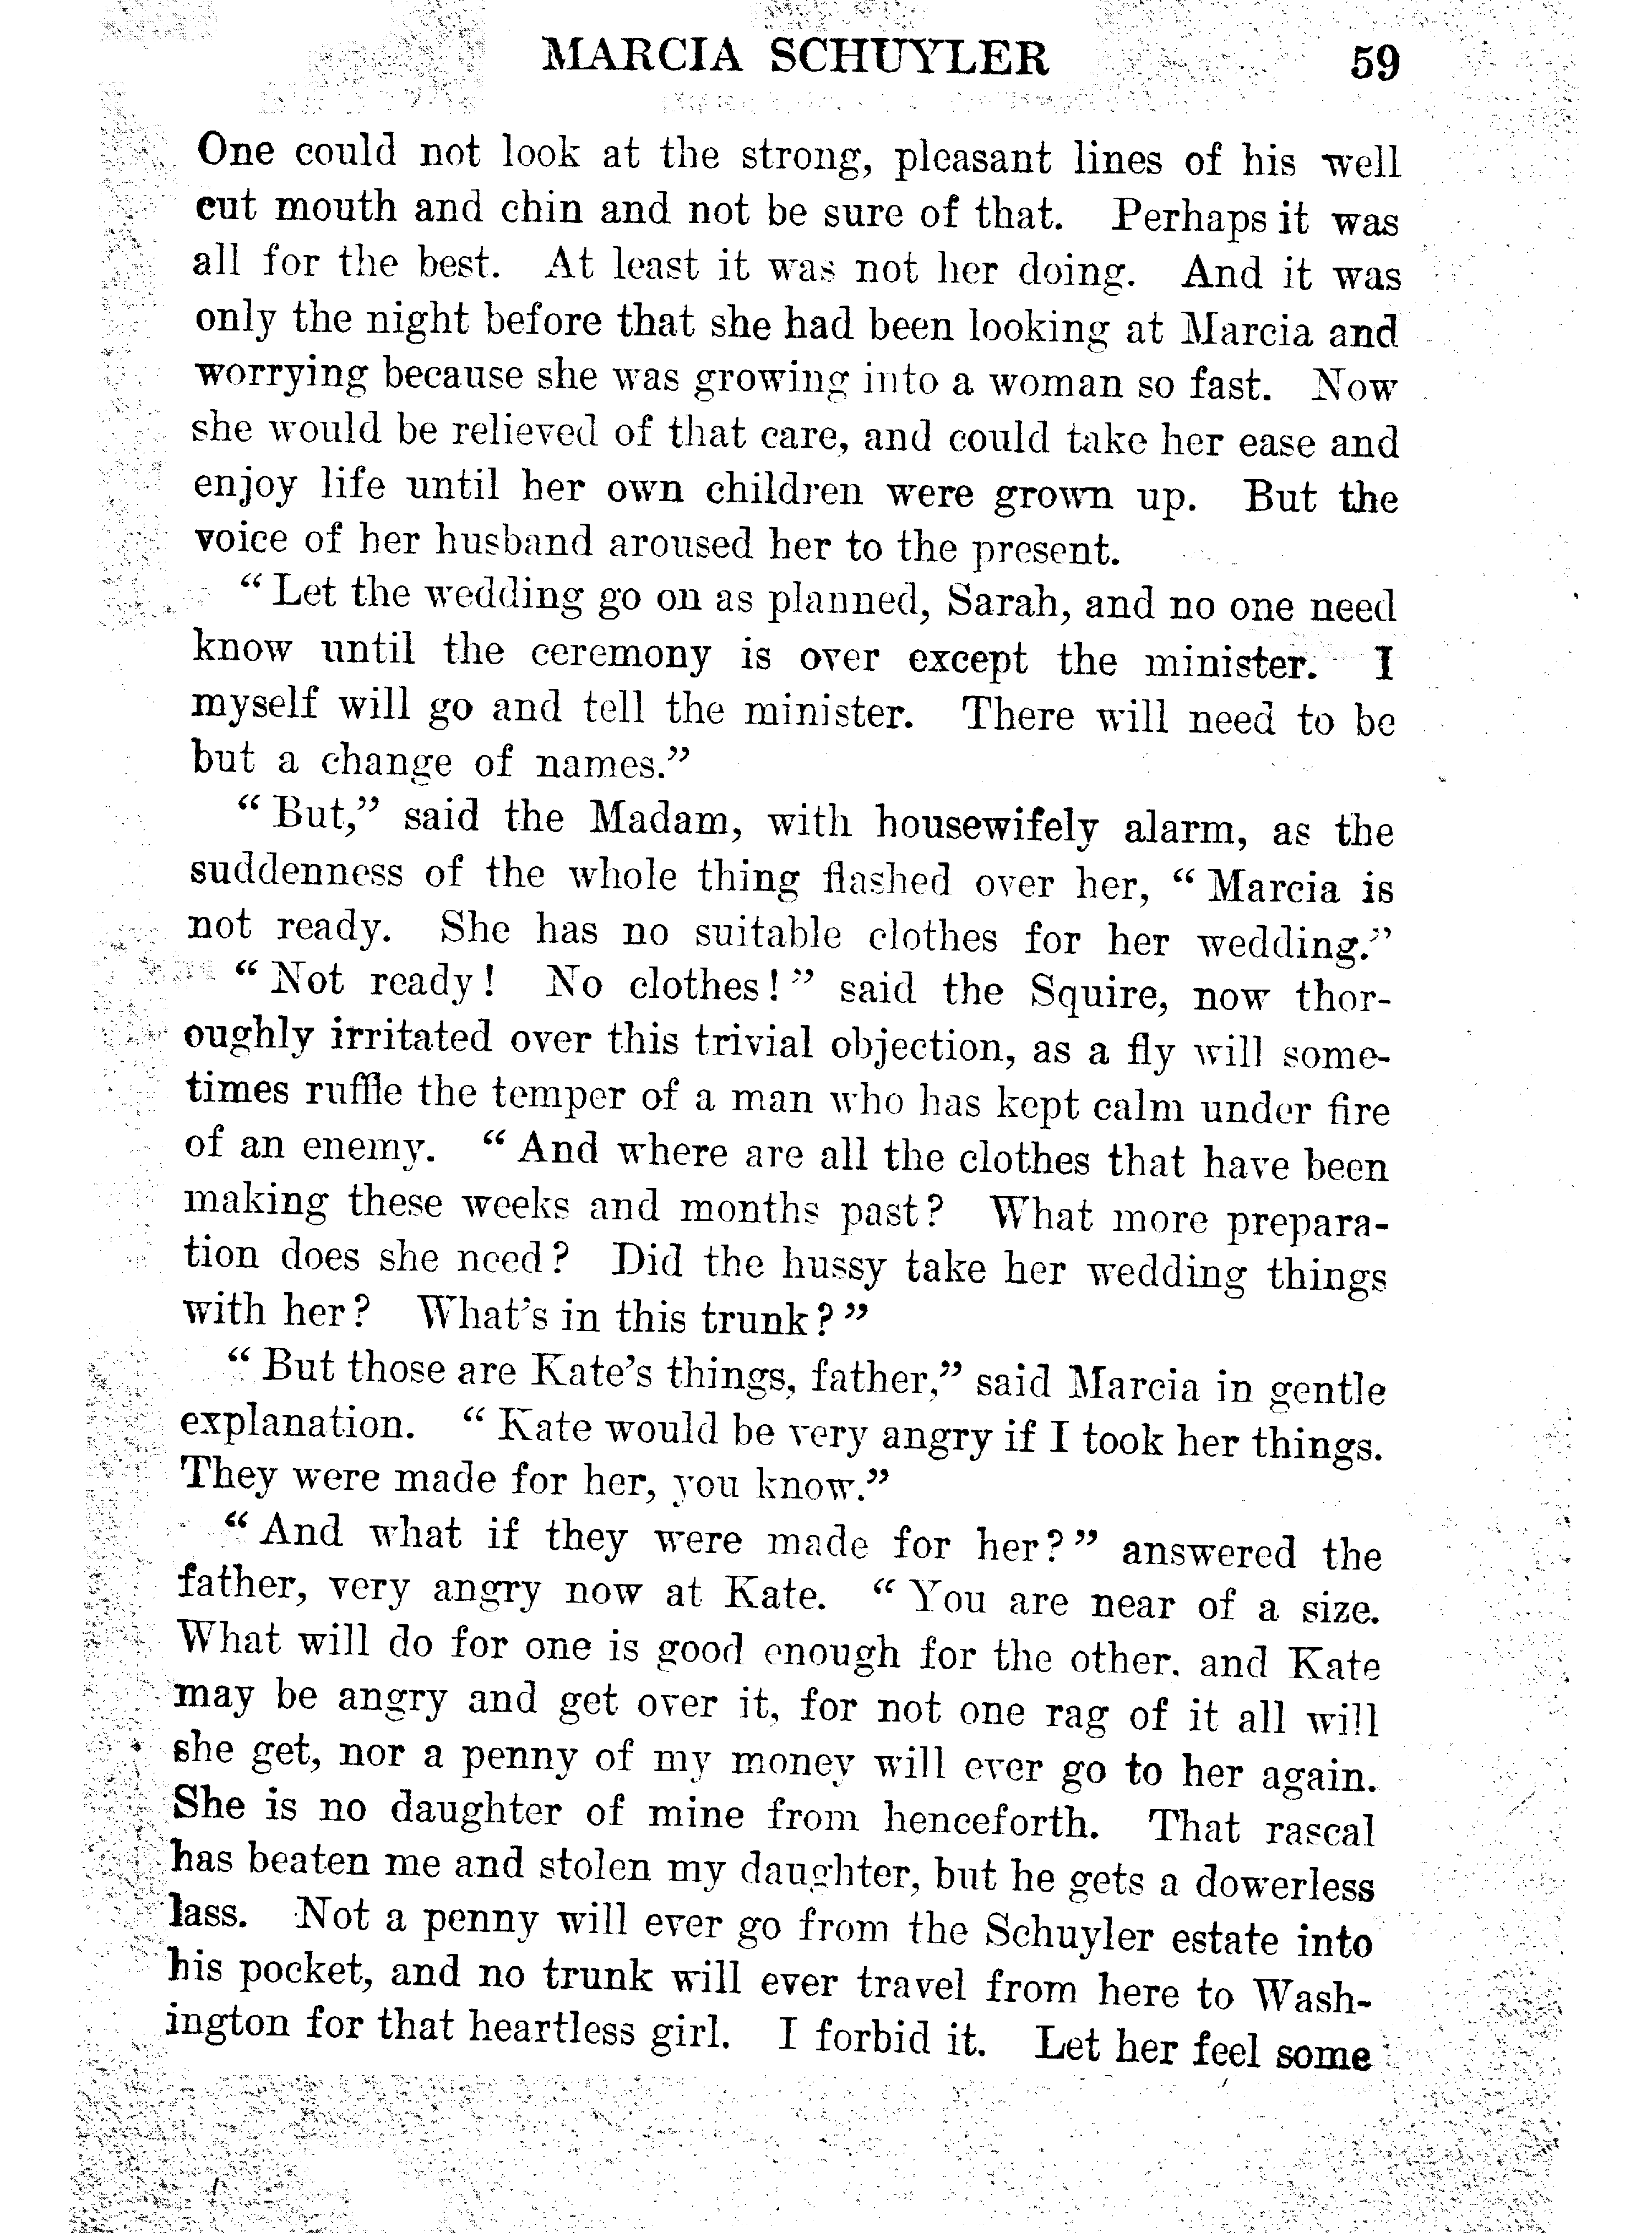 MARCIA SCHUYLER 59
One could not look at the strong, pleasant lines of his well
cut mouth and chin and not be sure of that. Perhaps it was
all for the best. At least it was not her doing. And it was
only the night before that she had been looking at Marcia and
worrying because she was growing into a woman so fast. Now
she would be relieved of that care, and could take her ease and
enjoy life until her own children were grown up. But the
voice of her husband aroused her to the present.
“Let the wedding go on as planned, Sarah, and no one need
know until the ceremony is over except the minister. I
myself will go and tell the minister. There will need to be
but a change of names.”
“But,” said the Madam, with housewifely alarm, as the
suddenness of the whole thing flashed over her, “Marcia is
not ready. She has no suitable clothes for her wedding.”
“Not ready! No clothes!” said the Squire, now thor-
oughly irritated over this trivial objection, as a fly will some-
times ruffle the temper of a man who has kept calm under fire
of an enemy. “And where are all the clothes that have been
making these weeks and months past? What more prepara-
tion does she need? Did the hussy take her wedding things
with her? What's in this trunk?”
“But those are Kate's things, father,” said Marcia in gentle
explanation. “Kate would be very angry if I took her things.
They were made for her, you know.”
“And what if they were made for her?” answered the
father, very angry now at Kate. “You are near of a size.
What will do for one is good enough for the other. and Kate
may be angry and get over it, for not one rag of it all will
she get, nor a penny of my money will ever go to her again.
She is no daughter of mine from henceforth. That rascal
has beaten me and stolen my daughter, but he gets a dowerless
lass. Not a penny will ever go from the Schuyler estate into
his pocket, and no trunk will ever travel from here to Wash-
ington for that heartless girl. I forbid it. Let her feel some